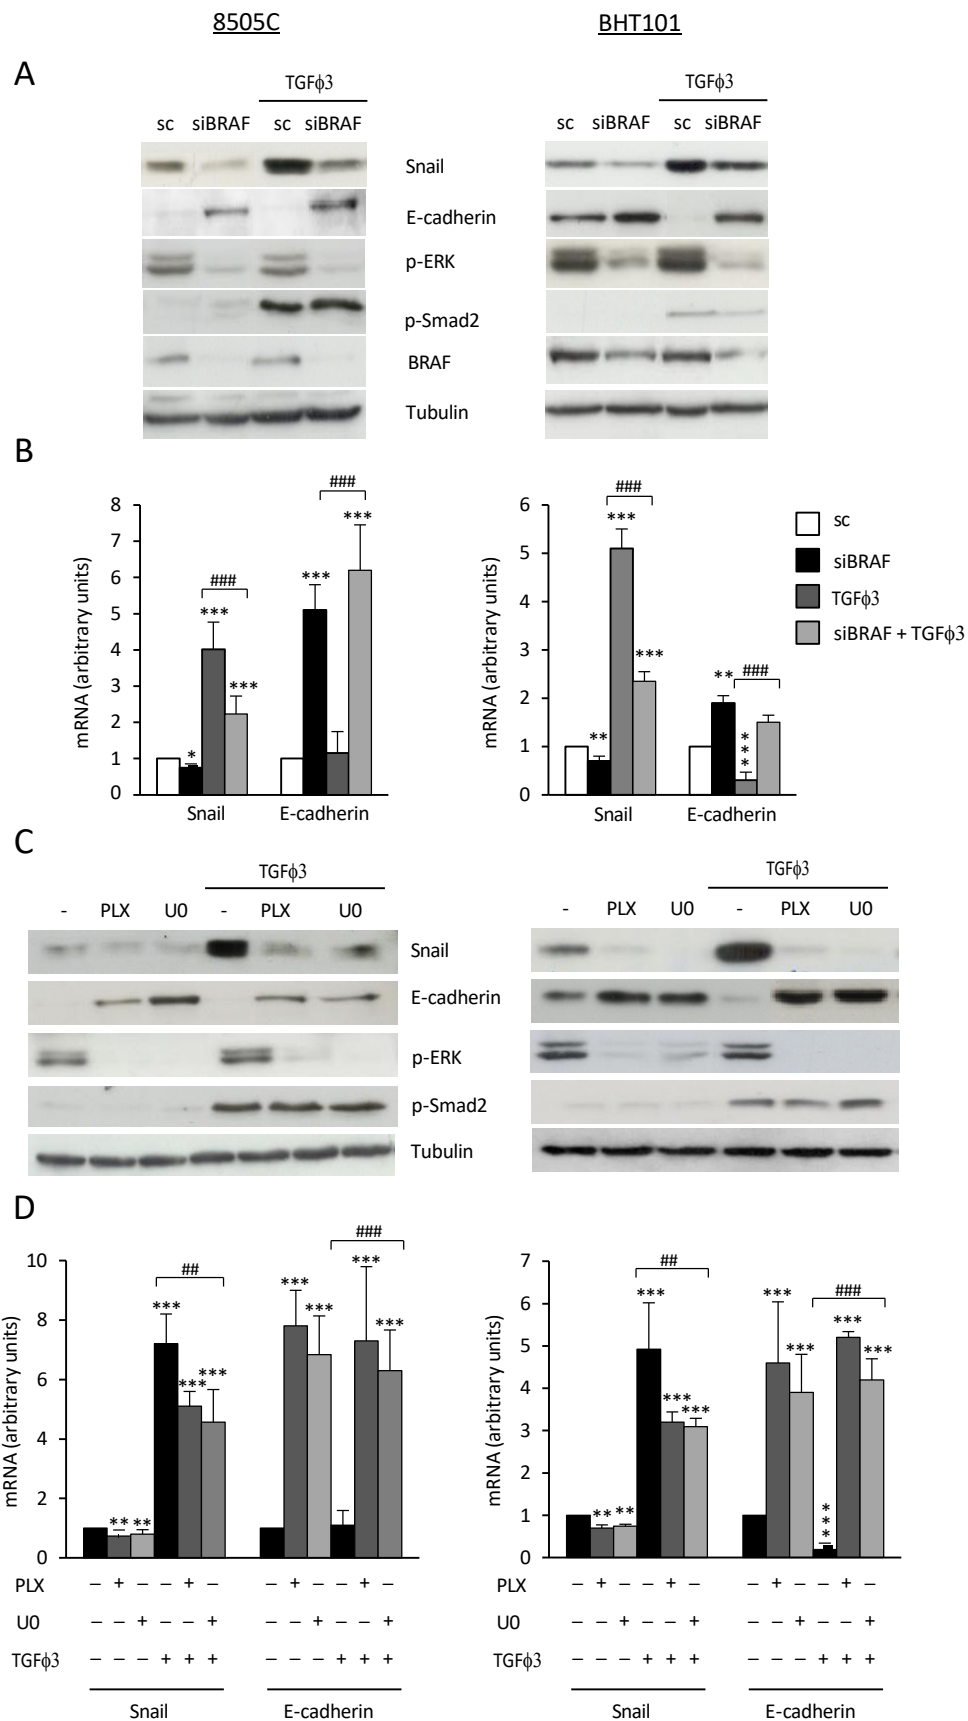 8505C BHT101
A
TGFϕ3 TGFϕ3
sc siBRAF sc siBRAF sc siBRAF sc siBRAF
Snail
E-cadherin
p-ERK
p-Smad2
BRAF
Tubulin
B
mRNA (arbitrary units)
8
7
6
5
4
3
2
1
0
* *** *** ###
*** *** ###
Snail E-cadherin
mRNA (arbitrary units)
6
5
4
3
2
1
0
** *** *** ###
** *** ###
Snail E-cadherin
sc
siBRAF
TGFϕ3
siBRAF + TGFϕ3
C
TGFϕ3 TGFϕ3
- PLX U0 - PLX U0 - PLX U0 - PLX U0
Snail
E-cadherin
p-ERK
p-Smad2
Tubulin
D
mRNA (arbitrary units)
10
8
6
4
2
0
** ** *** *** *** ##
*** *** *** *** ###
mRNA (arbitrary units)
7
6
5
4
3
2
1
0
** ** *** *** *** ##
*** *** *** *** *** ###
PLX – + – – + – – + – – + – PLX – + – – + – – + – – + –
U0 – – + – – + – – + – – + U0 – – + – – + – – + – – +
TGFϕ3 – – – + + + – – – + + + TGFϕ3 – – – + + + – – – + + +
Snail E-cadherin Snail E-cadherin